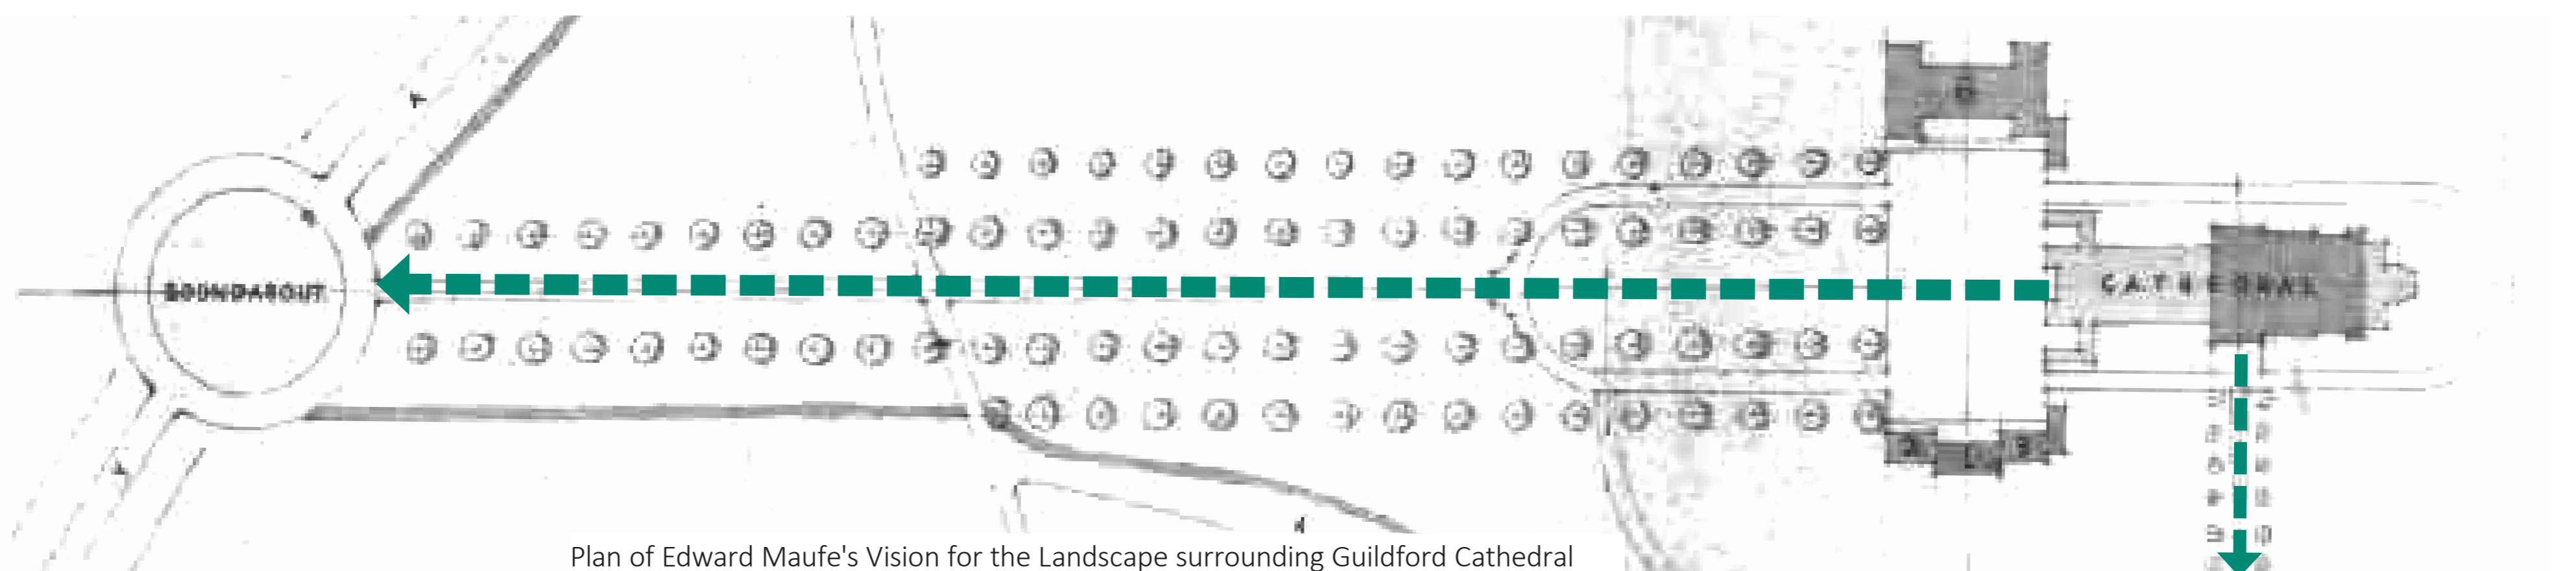 ROUNDABOUT
CATHEDRAL
Plan of Edward Maufe's Vision for the Landscape surrounding Guildford Cathedral